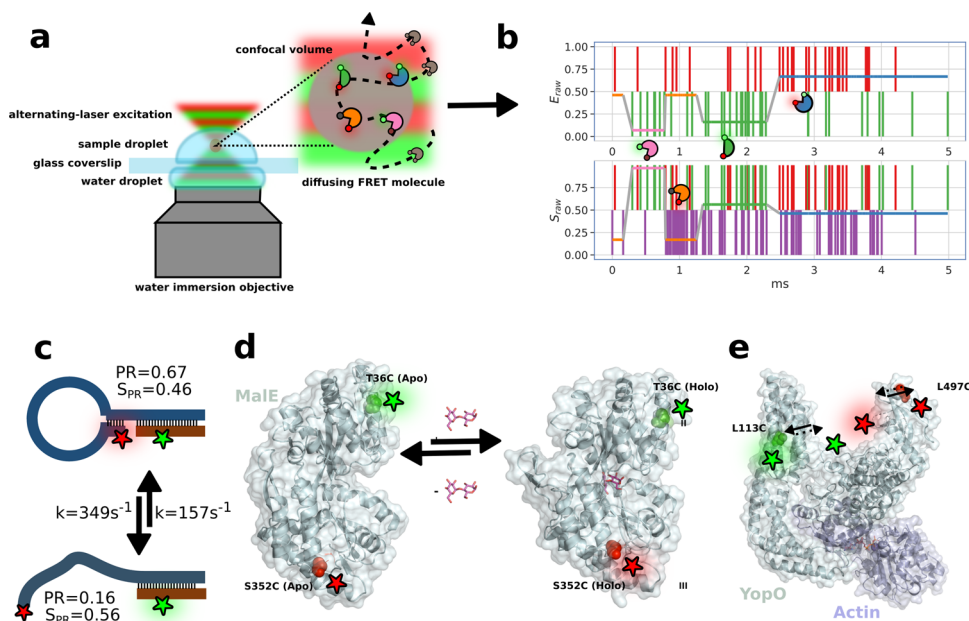 a
confocal volume
alternating-laser excitation
sample droplet
glass coverslip
water droplet
diffusing FRET molecule
water immersion objective
b
1.00
0.75
0.50
0.25
0.00
E_raw
0 1 2 3 4 5
0.75
0.50
0.25
0.00
S_raw
0 1 2 3 4 5
ms
c
PR=0.67
S_PR=0.46
k=349s⁻¹
k=157s⁻¹
PR=0.16
S_PR=0.56
d
MalE
T36C (Apo)
S352C (Apo)
-
T36C (Holo)
II
S352C (Holo)
III
e
L497C
L113C
YopO
Actin